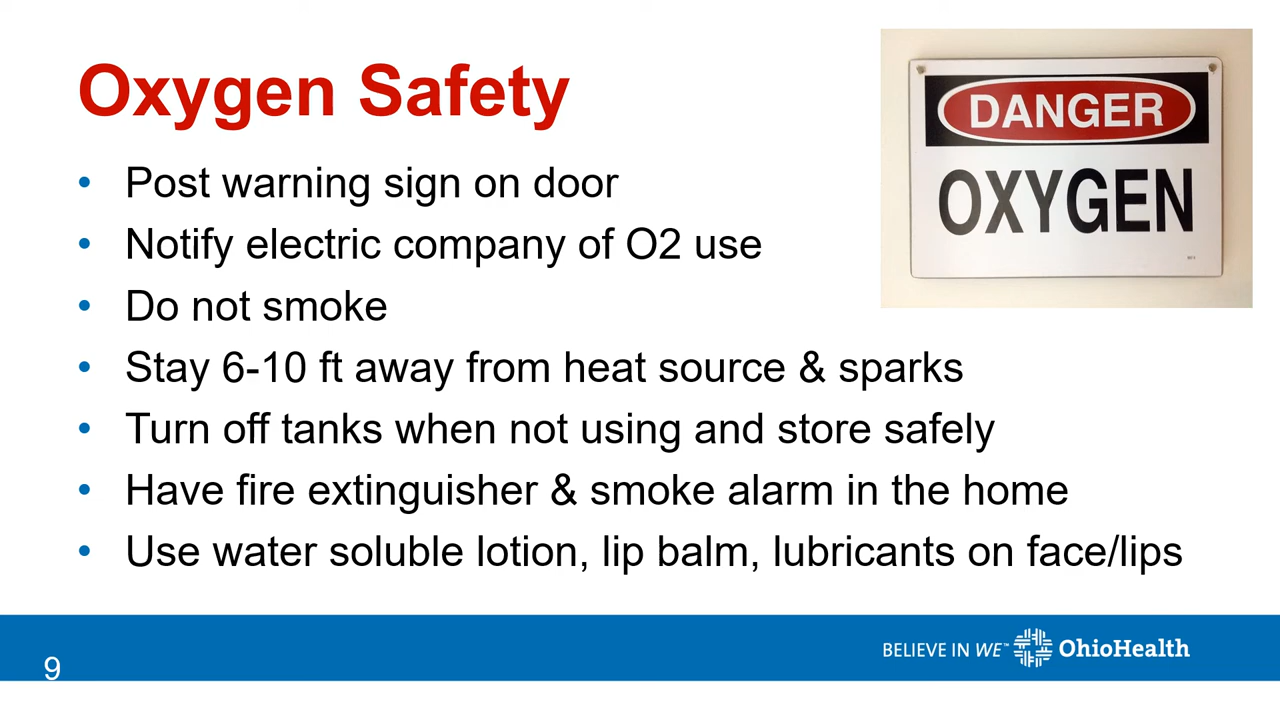 Oxygen Safety
DANGER
OXYGEN
• Post warning sign on door
• Notify electric company of O2 use
• Do not smoke
• Stay 6-10 ft away from heat source & sparks
• Turn off tanks when not using and store safely
• Have fire extinguisher & smoke alarm in the home
• Use water soluble lotion, lip balm, lubricants on face/lips
BELIEVE IN WE™ OhioHealth
9